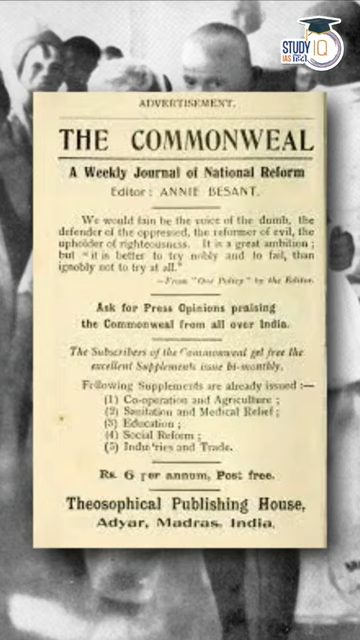 STUDY IQ
IAS हिंदी
ADVERTISEMENT.
THE COMMONWEAL
A Weekly Journal of National Reform
Editor: ANNIE BESANT.
We would fain be the voice of the dumb, the
defender of the oppressed, the reformer of evil, the
upholder of righteousness. It is a great ambition;
but "it is better to try nobly and to fail, than
ignobly not to try at all."
—From "Our Policy" by the Editor.
Ask for Press Opinions praising
the Commonweal from all over India.
The Subscribers of the Commonweal get free the
excellent Supplements issue bi-monthly.
Following Supplements are already issued :—
(1) Co-operation and Agriculture ;
(2) Sanitation and Medical Relief ;
(3) Education ;
(4) Social Reform ;
(5) Industries and Trade.
Rs. 6 per annum, Post free.
Theosophical Publishing House,
Adyar, Madras, India.